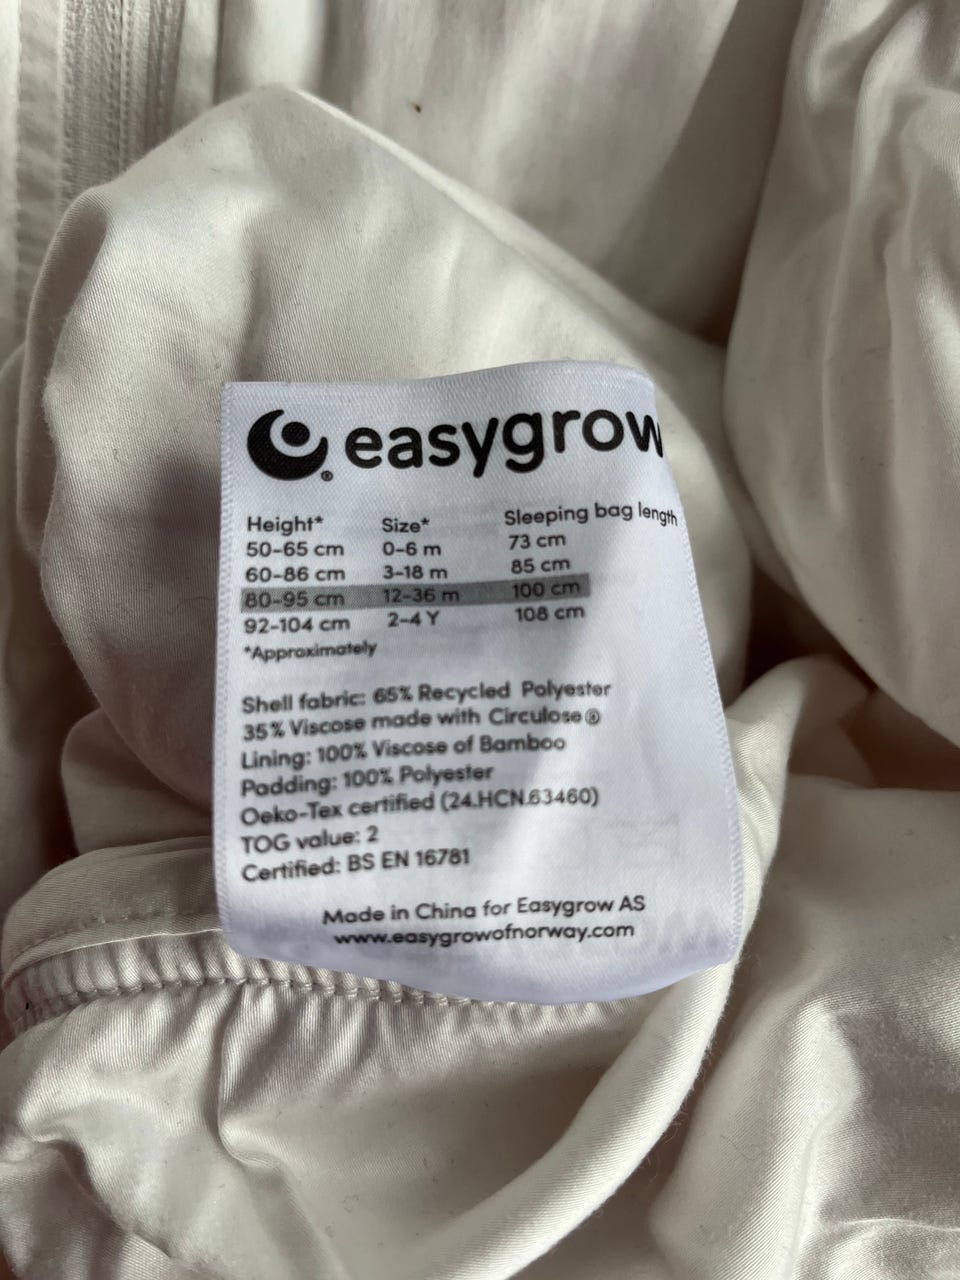 easygrow
Height* Size* Sleeping bag length
50-65 cm 0-6 m 73 cm
60-86 cm 3-18 m 85 cm
80-95 cm 12-36 m 100 cm
92-104 cm 2-4 Y 108 cm
*Approximately
Shell fabric: 65% Recycled Polyester
35% Viscose made with Circulose®
Lining: 100% Viscose of Bamboo
Padding: 100% Polyester
Oeko-Tex certified (24.HCN.63460)
TOG value: 2
Certified: BS EN 16781
Made in China for Easygrow AS
www.easygrowofnorway.com